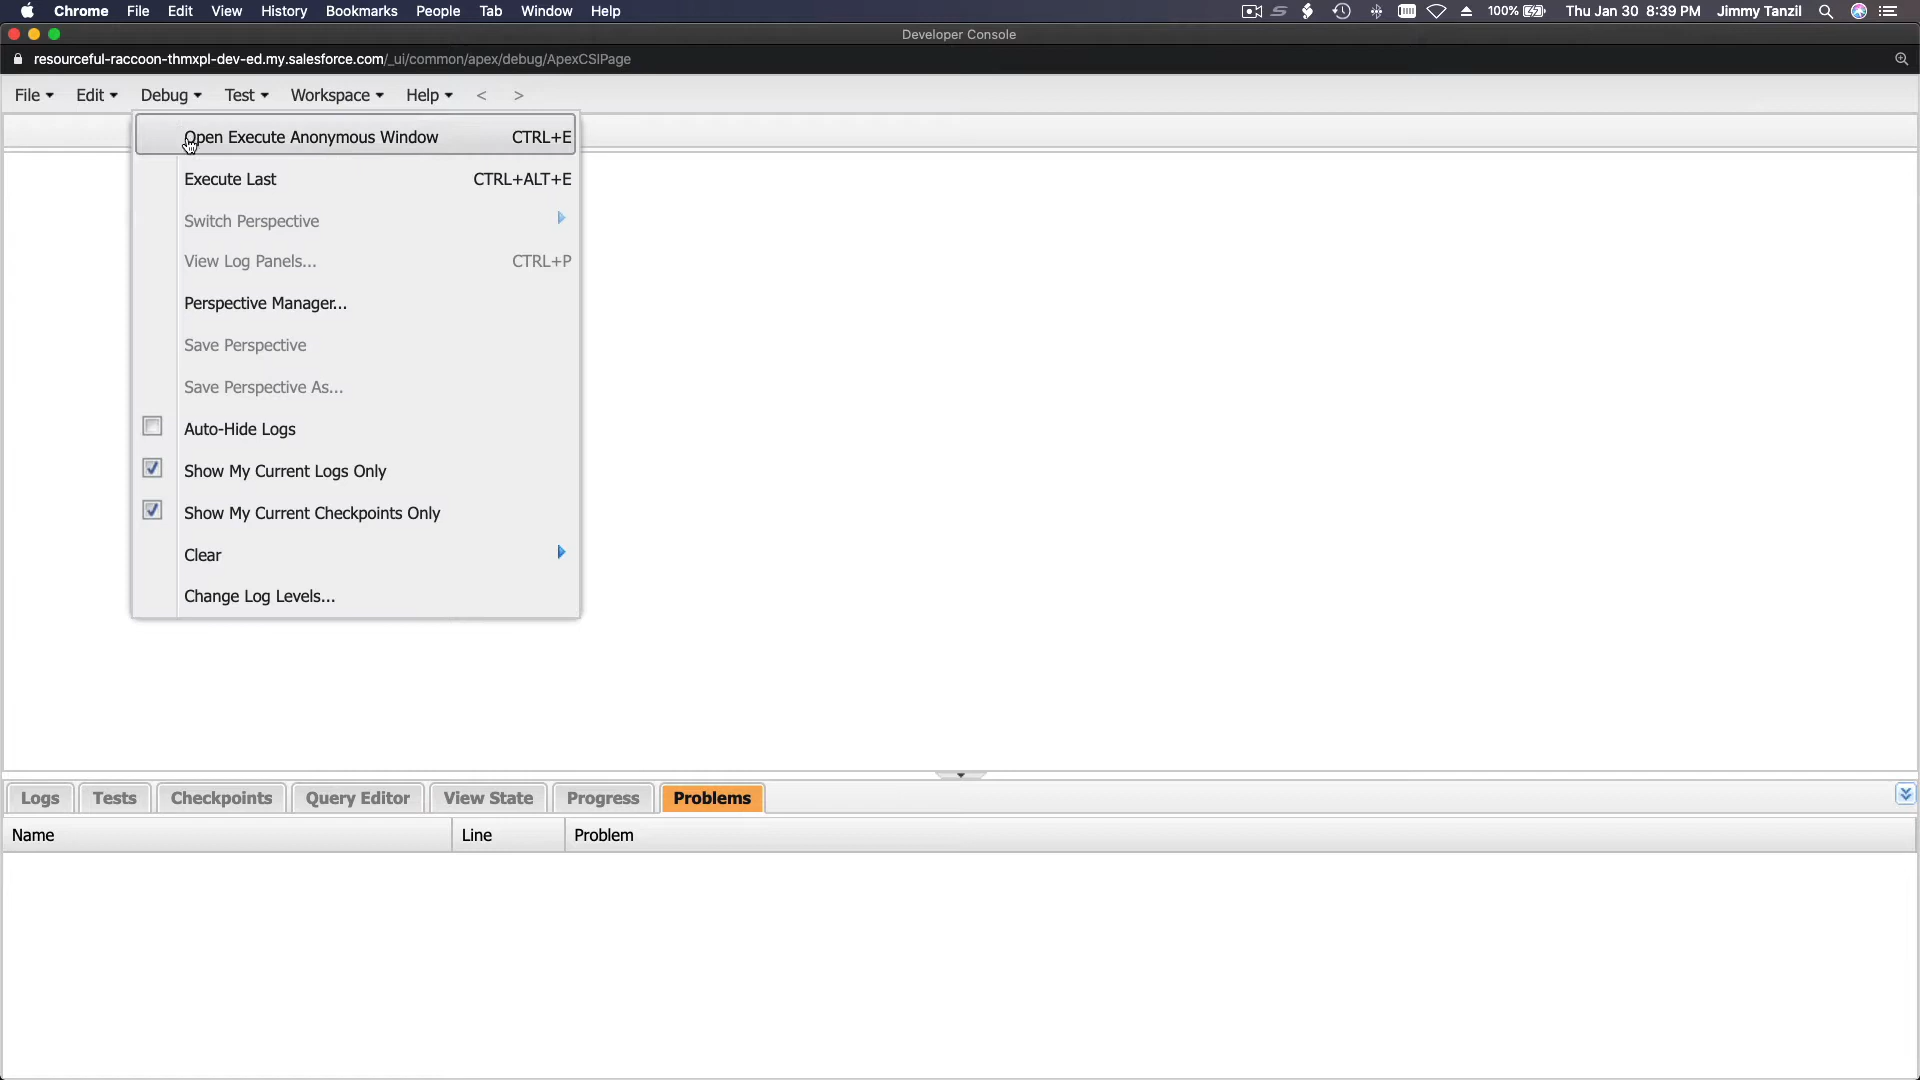 Chrome File Edit View History Bookmarks People Tab Window Help 100% Thu Jan 30 8:39 PM Jimmy Tanzil
Developer Console
resourceful-raccoon-thmxpl-dev-ed.my.salesforce.com/_ui/common/apex/debug/ApexCSIPage
File Edit Debug Test Workspace Help < >
Open Execute Anonymous Window CTRL+E
Execute Last CTRL+ALT+E
Switch Perspective
View Log Panels... CTRL+P
Perspective Manager...
Save Perspective
Save Perspective As...
Auto-Hide Logs
Show My Current Logs Only
Show My Current Checkpoints Only
Clear
Change Log Levels...
Logs Tests Checkpoints Query Editor View State Progress Problems
Name Line Problem